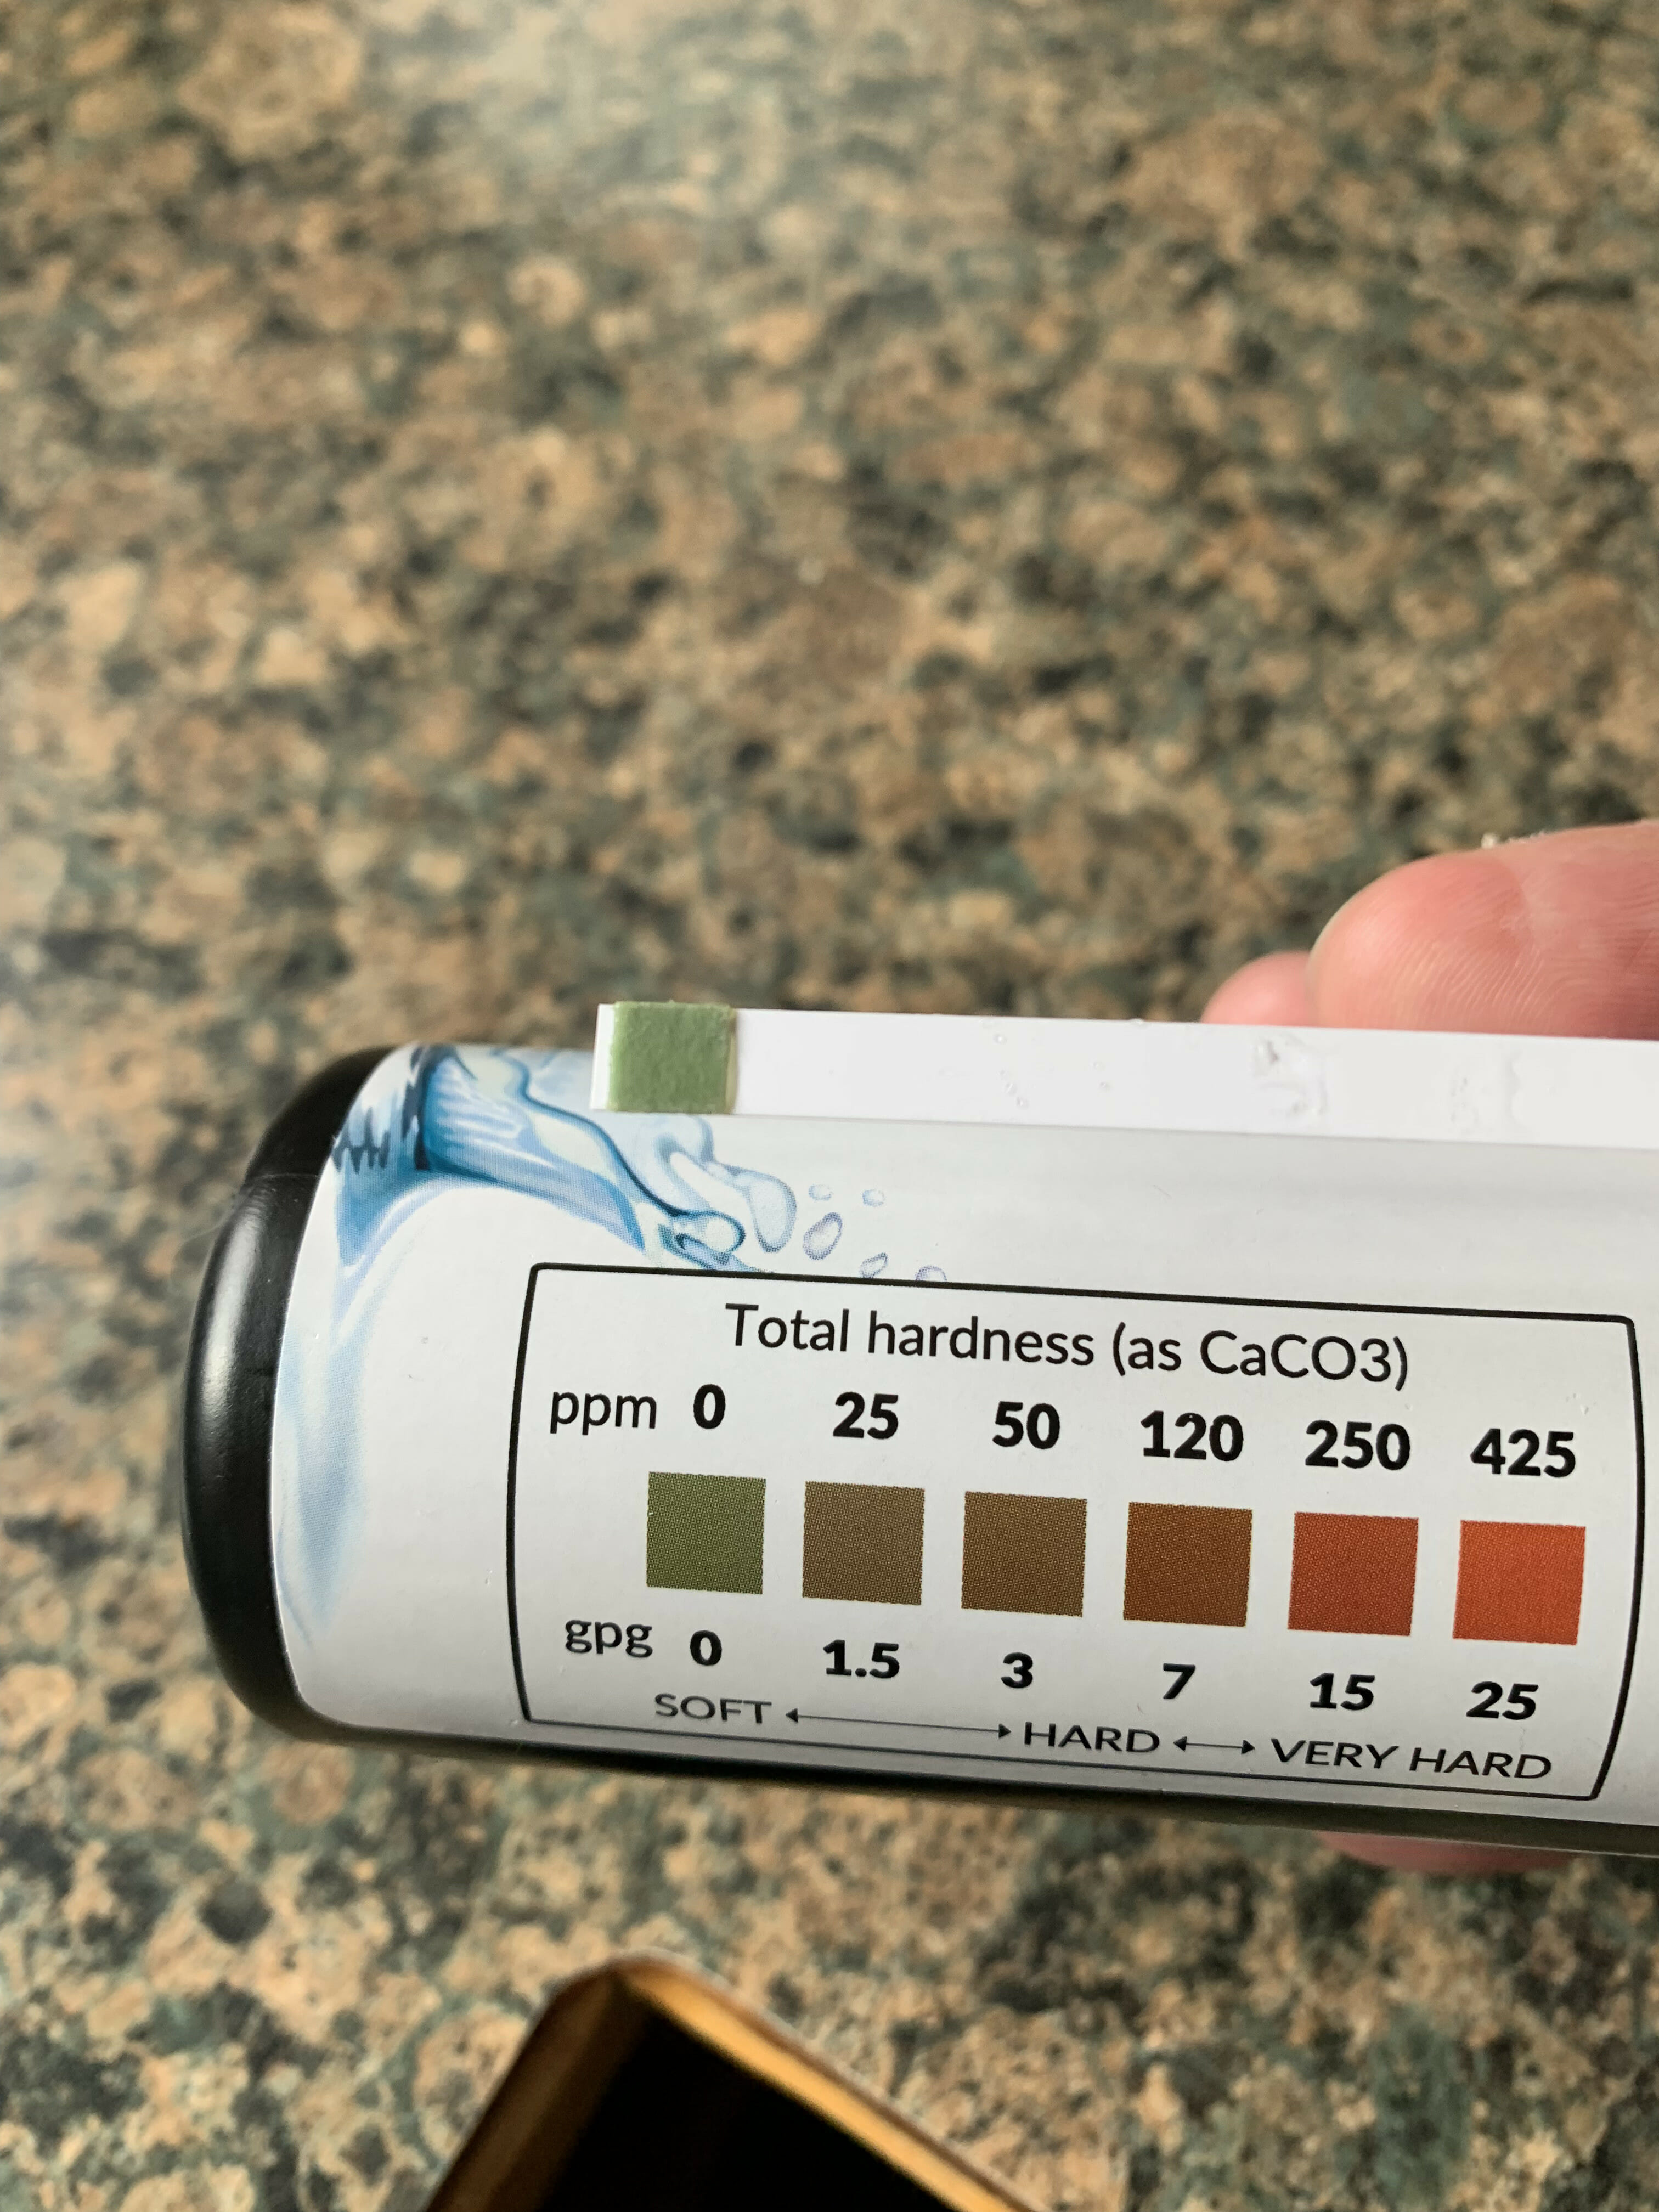 Total hardness (as CaCO3)
ppm 0 25 50 120 250 425
gpg 0 1.5 3 7 15 25
SOFT HARD VERY HARD